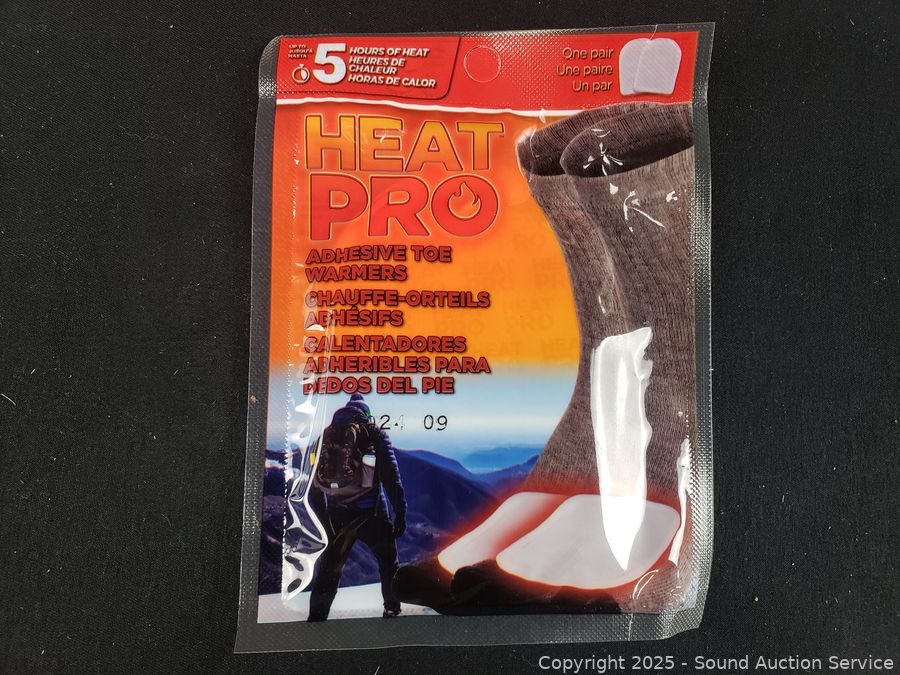 UP TO
JUSQU'À
HASTA
5
HOURS OF HEAT
HEURES DE
CHALEUR
HORAS DE CALOR
One pair
Une paire
Un par
HEAT
PRO
ADHESIVE TOE
WARMERS
CHAUFFE-ORTEILS
ADHÉSIFS
CALENTADORES
ADHERIBLES PARA
DEDOS DEL PIE
024 09
Copyright 2025 - Sound Auction Service